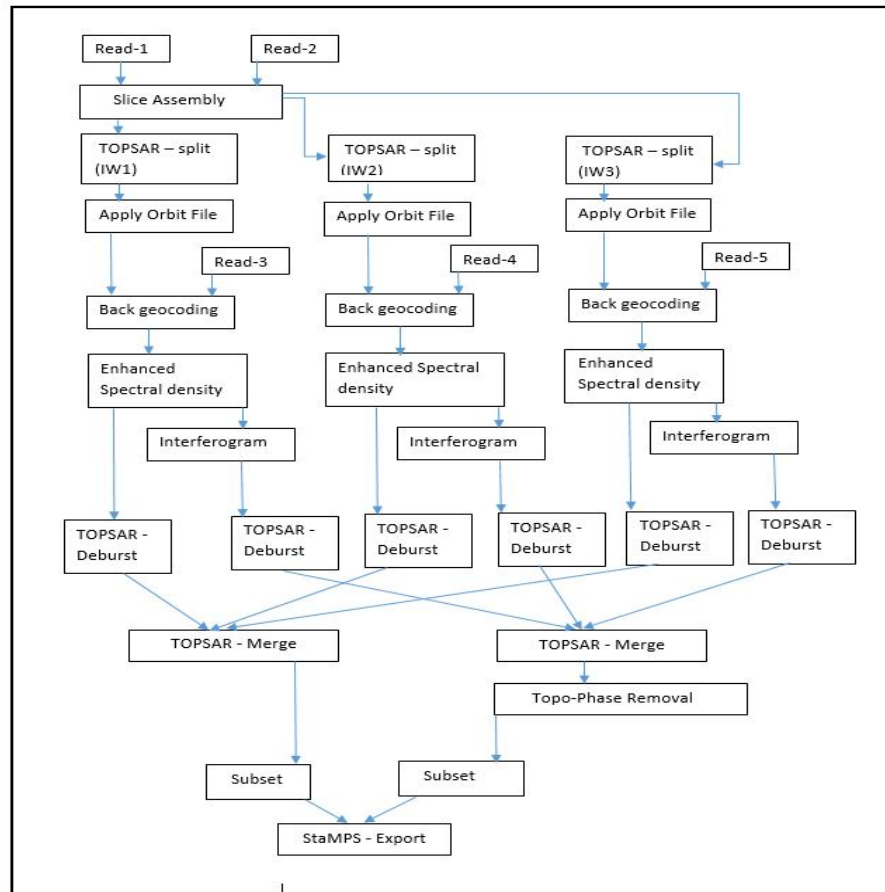 Read-1
Read-2
Slice Assembly
TOPSAR – split
(IW1)
TOPSAR – split
(IW2)
TOPSAR – split
(IW3)
Apply Orbit File
Apply Orbit File
Apply Orbit File
Read-3
Read-4
Read-5
Back geocoding
Back geocoding
Back geocoding
Enhanced
Spectral density
Enhanced Spectral
density
Enhanced
Spectral density
Interferogram
Interferogram
Interferogram
TOPSAR -
Deburst
TOPSAR -
Deburst
TOPSAR -
Deburst
TOPSAR -
Deburst
TOPSAR -
Deburst
TOPSAR -
Deburst
TOPSAR - Merge
TOPSAR - Merge
Topo-Phase Removal
Subset
Subset
StaMPS - Export